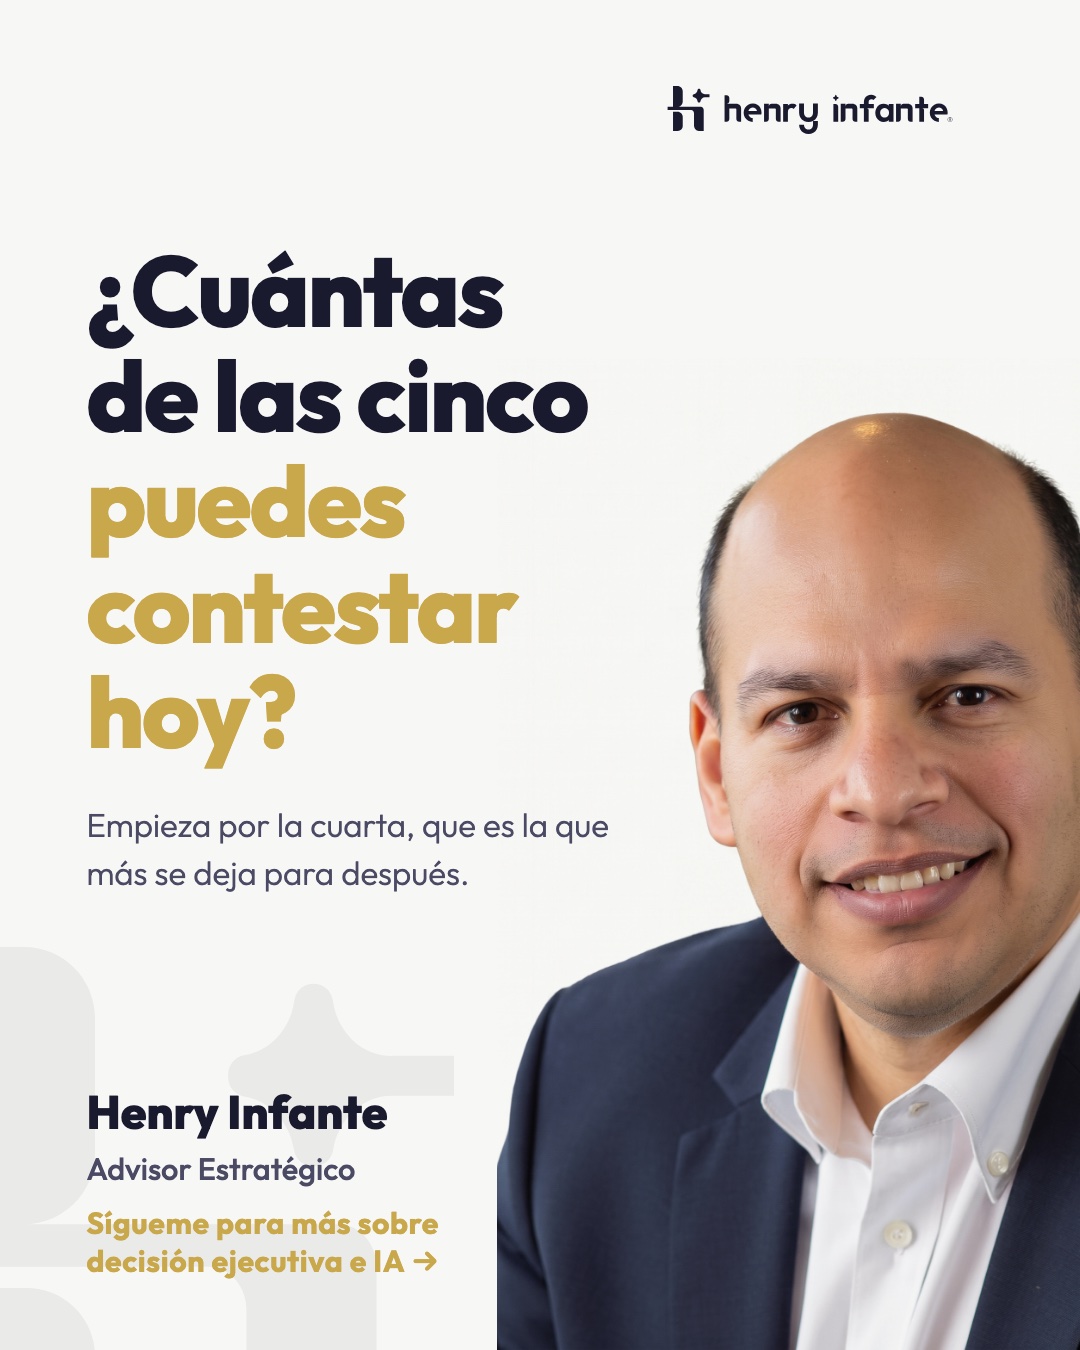 henry infante®
¿Cuántas
de las cinco
puedes
contestar
hoy?
Empieza por la cuarta, que es la que
más se deja para después.
Henry Infante
Advisor Estratégico
Sígueme para más sobre
decisión ejecutiva e IA →